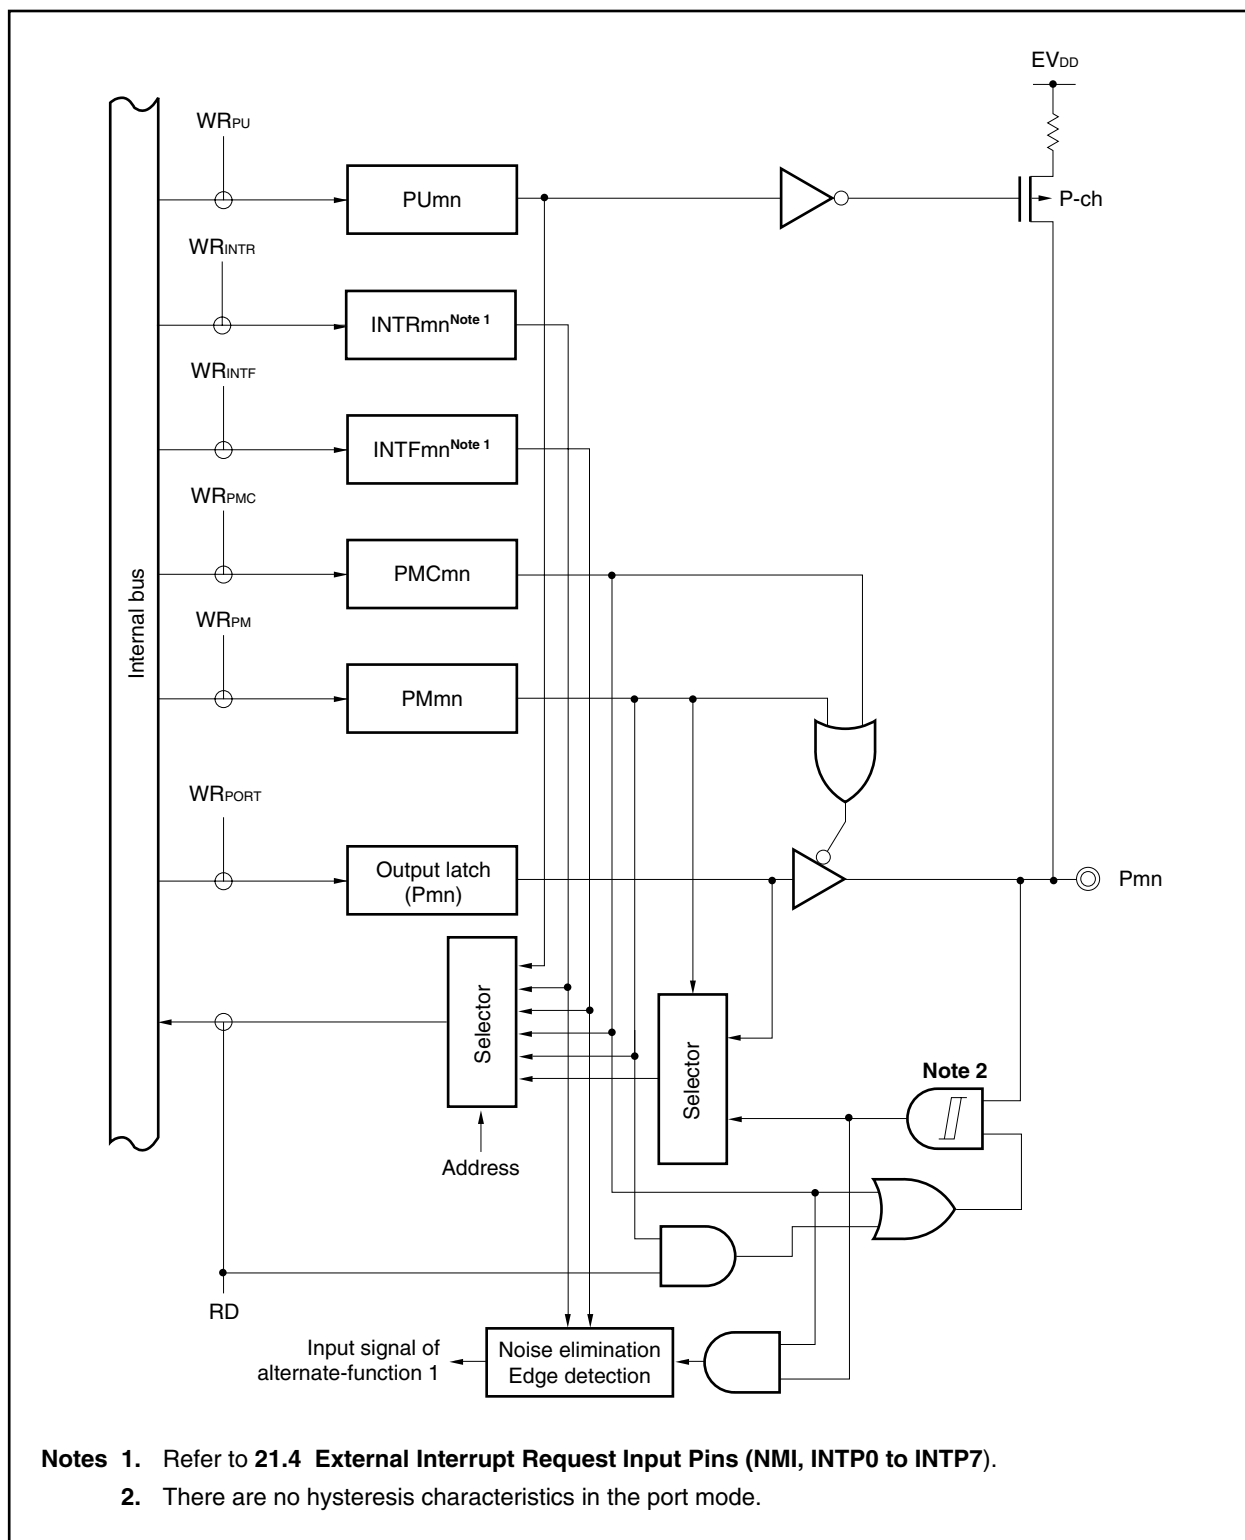 EVDD
WRPU
PUmn
P-ch
WRINTR
INTRmnNote 1
WRINTF
INTFmnNote 1
WRPMC
PMCmn
Internal bus
WRPM
PMmn
WRPORT
Output latch
(Pmn)
Pmn
Selector
Selector
Note 2
Address
RD
Input signal of
alternate-function 1
Noise elimination
Edge detection
Notes 1. Refer to 21.4 External Interrupt Request Input Pins (NMI, INTP0 to INTP7).
2. There are no hysteresis characteristics in the port mode.